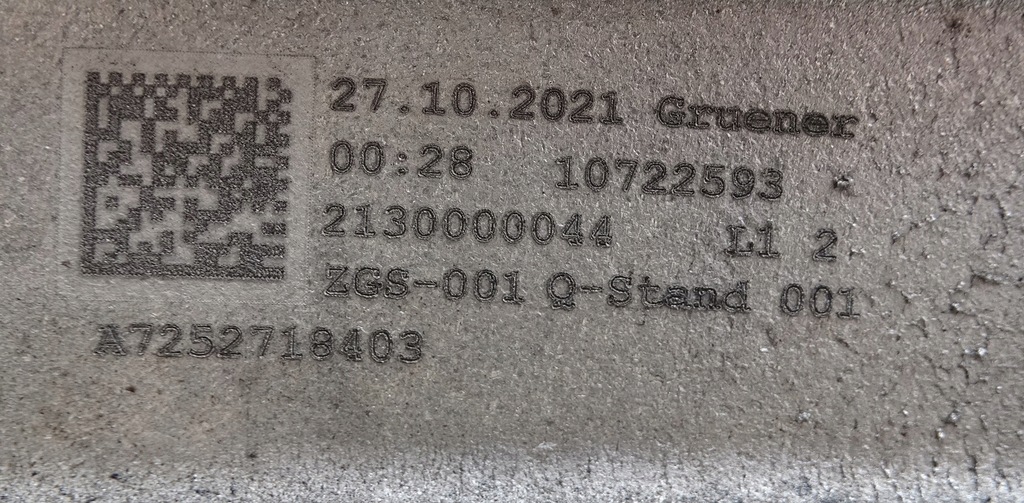 27.10.2021 Gruener
00:28 10722593
2130000044 L1 2
ZGS-001 Q-Stand 001
A7252718403